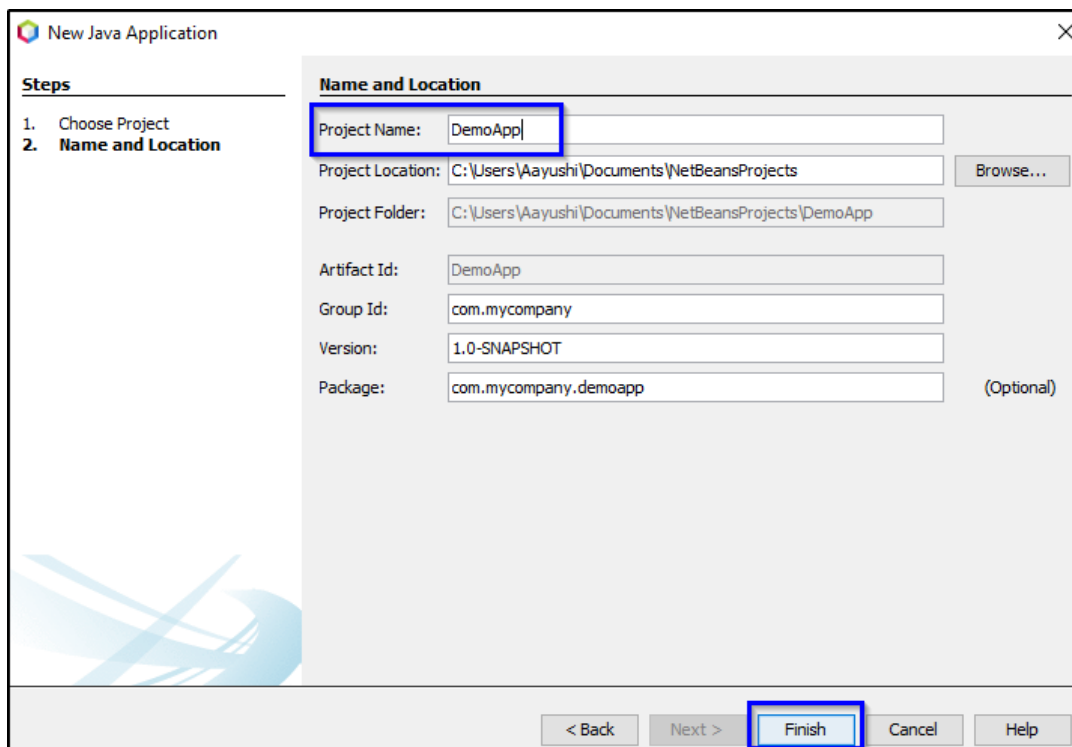 New Java Application
Steps
1. Choose Project
2. Name and Location
Name and Location
Project Name: DemoApp
Project Location: C:\Users\Aayushi\Documents\NetBeansProjects Browse...
Project Folder: C:\Users\Aayushi\Documents\NetBeansProjects\DemoApp
Artifact Id: DemoApp
Group Id: com.mycompany
Version: 1.0-SNAPSHOT
Package: com.mycompany.demoapp (Optional)
< Back Next > Finish Cancel Help